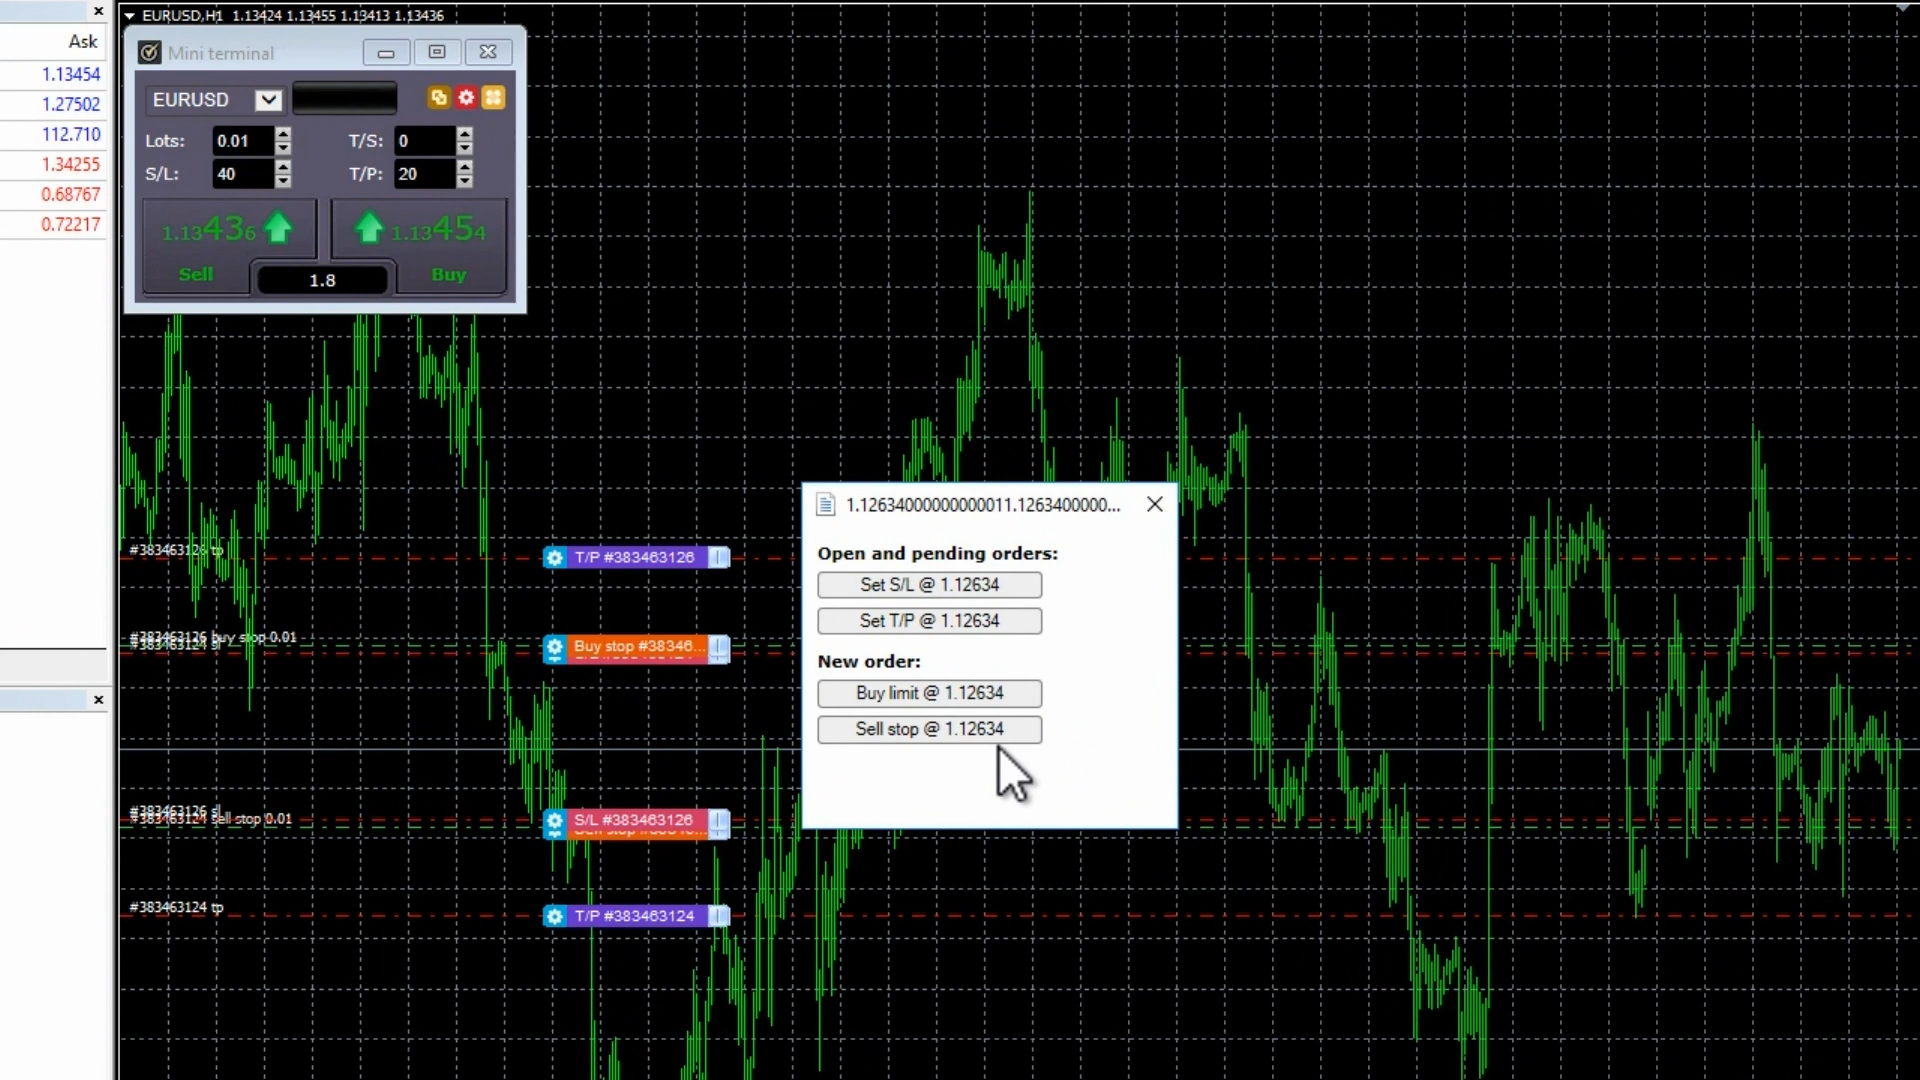 Ask
1.13454
1.27502
112.710
1.34255
0.68767
0.72217
EURUSD,H1 1.13424 1.13455 1.13413 1.13436
Mini terminal
EURUSD
Lots: 0.01 T/S: 0
S/L: 40 T/P: 20
1.13436 1.13454
Sell 1.8 Buy
1.12634000000000011.1263400000...
Open and pending orders:
Set S/L @ 1.12634
Set T/P @ 1.12634
New order:
Buy limit @ 1.12634
Sell stop @ 1.12634
#383463126 tp
T/P #383463126
#383463126 buy stop 0.01
#383463124 sl
Buy stop #38346...
#383463126 sl
#383463124 sell stop 0.01
S/L #383463126
#383463124 tp
T/P #383463124